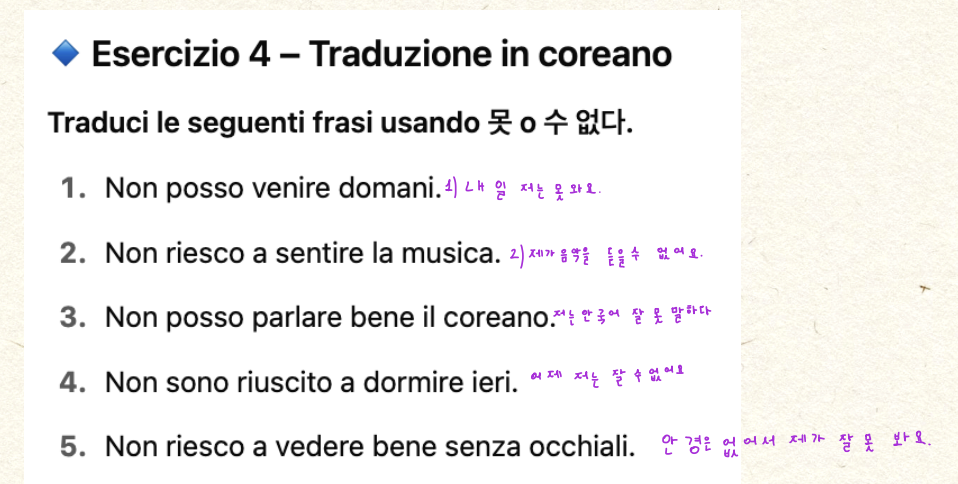 🔷 Esercizio 4 – Traduzione in coreano
Traduci le seguenti frasi usando 못 o 수 없다.
1. Non posso venire domani. 1) 내일 저는 못 와요.
2. Non riesco a sentire la musica. 2) 제가 음악을 듣을 수 없어요.
3. Non posso parlare bene il coreano. 저는 한국어 잘 못 말하다
4. Non sono riuscito a dormire ieri. 어제 저는 잘 수 없어요
5. Non riesco a vedere bene senza occhiali. 안경은 없어서 제가 잘 못 봐요.